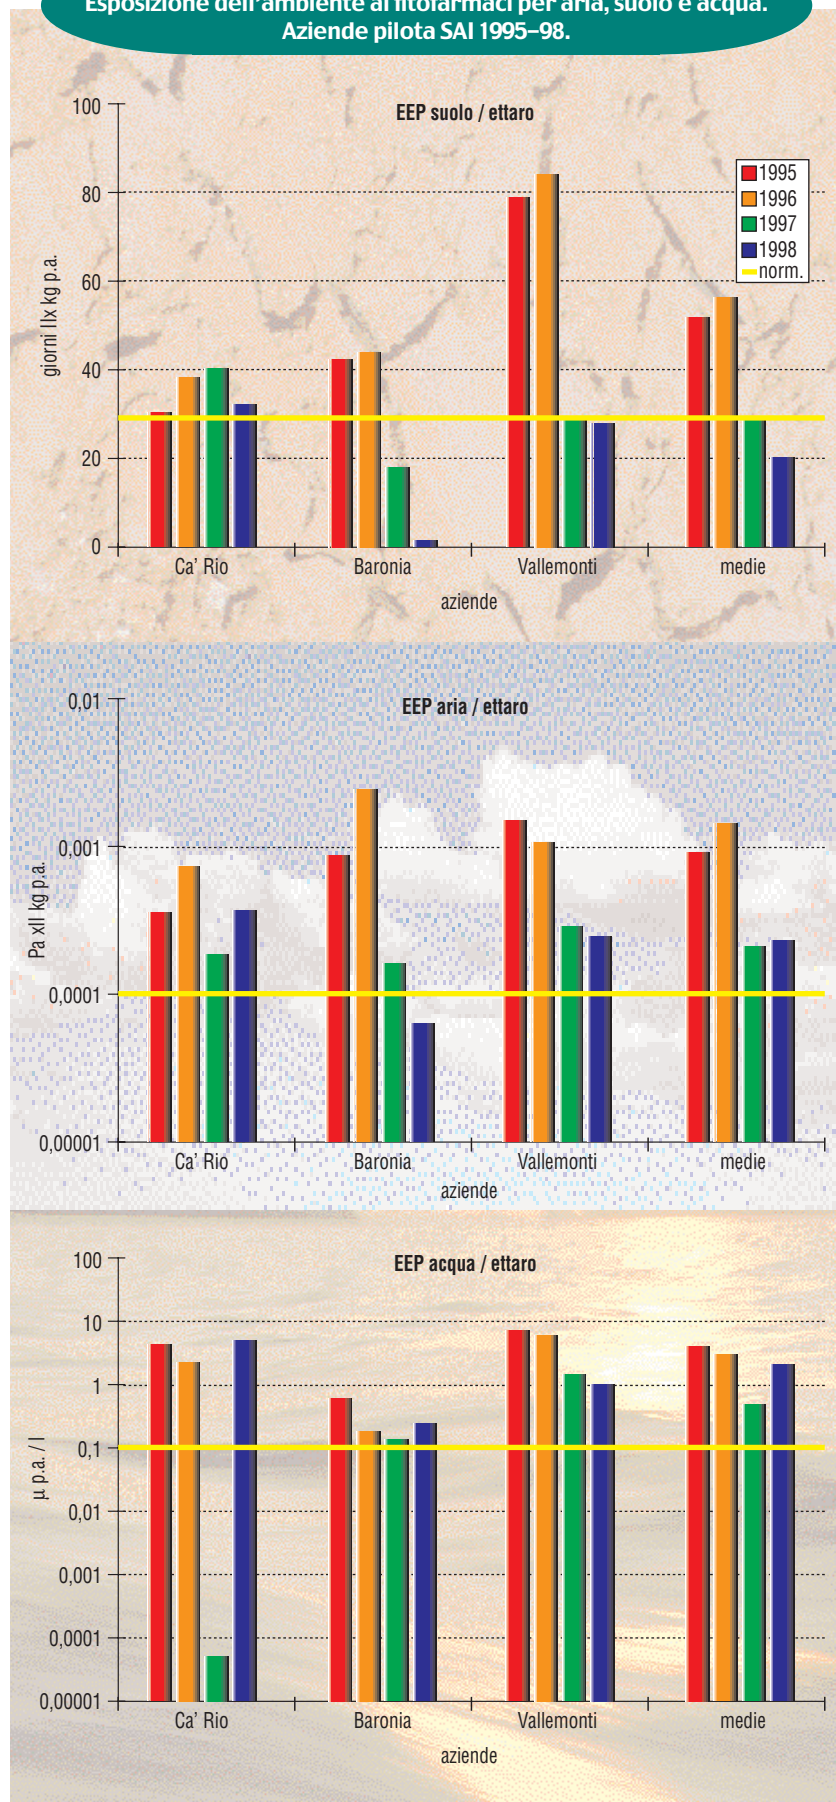 Esposizione dell'ambiente ai fitofarmaci per aria, suolo e acqua.
Aziende pilota SAI 1995–98.
EEP suolo / ettaro
100
80
60
40
20
0
giorni IIx kg p.a.
1995
1996
1997
1998
norm.
Ca' Rio Baronia Vallemonti medie
aziende
EEP aria / ettaro
0,01
0,001
0,0001
0,00001
Pa xII kg p.a.
Ca' Rio Baronia Vallemonti medie
aziende
EEP acqua / ettaro
100
10
1
0,1
0,01
0,001
0,0001
0,00001
µ p.a. / l
Ca' Rio Baronia Vallemonti medie
aziende